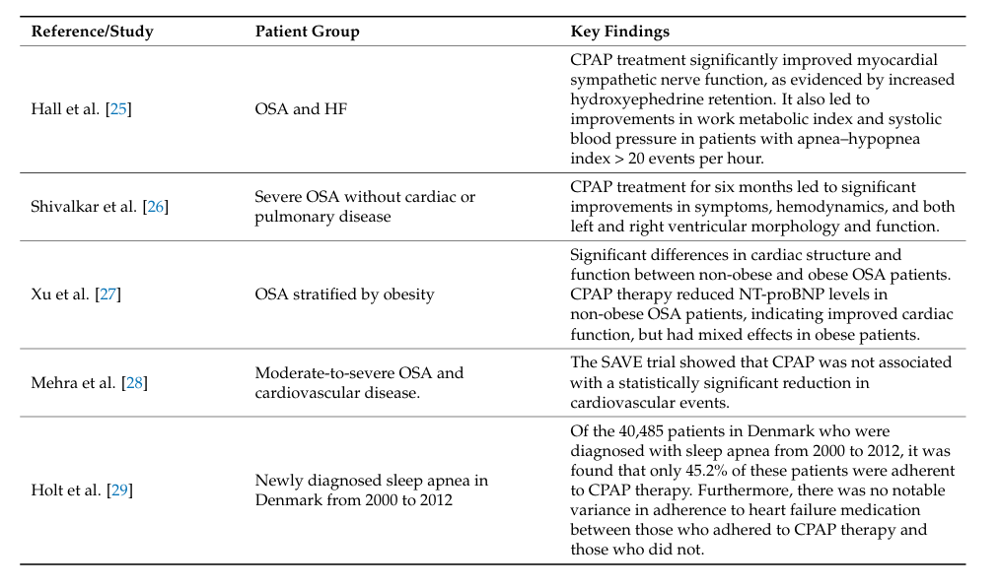 Reference/Study Patient Group Key Findings
Hall et al. [25] OSA and HF
CPAP treatment significantly improved myocardial
sympathetic nerve function, as evidenced by increased
hydroxyephedrine retention. It also led to
improvements in work metabolic index and systolic
blood pressure in patients with apnea–hypopnea
index > 20 events per hour.
Shivalkar et al. [26]
Severe OSA without cardiac or
pulmonary disease
CPAP treatment for six months led to significant
improvements in symptoms, hemodynamics, and both
left and right ventricular morphology and function.
Xu et al. [27] OSA stratified by obesity
Significant differences in cardiac structure and
function between non-obese and obese OSA patients.
CPAP therapy reduced NT-proBNP levels in
non-obese OSA patients, indicating improved cardiac
function, but had mixed effects in obese patients.
Mehra et al. [28]
Moderate-to-severe OSA and
cardiovascular disease.
The SAVE trial showed that CPAP was not associated
with a statistically significant reduction in
cardiovascular events.
Holt et al. [29]
Newly diagnosed sleep apnea in
Denmark from 2000 to 2012
Of the 40,485 patients in Denmark who were
diagnosed with sleep apnea from 2000 to 2012, it was
found that only 45.2% of these patients were adherent
to CPAP therapy. Furthermore, there was no notable
variance in adherence to heart failure medication
between those who adhered to CPAP therapy and
those who did not.